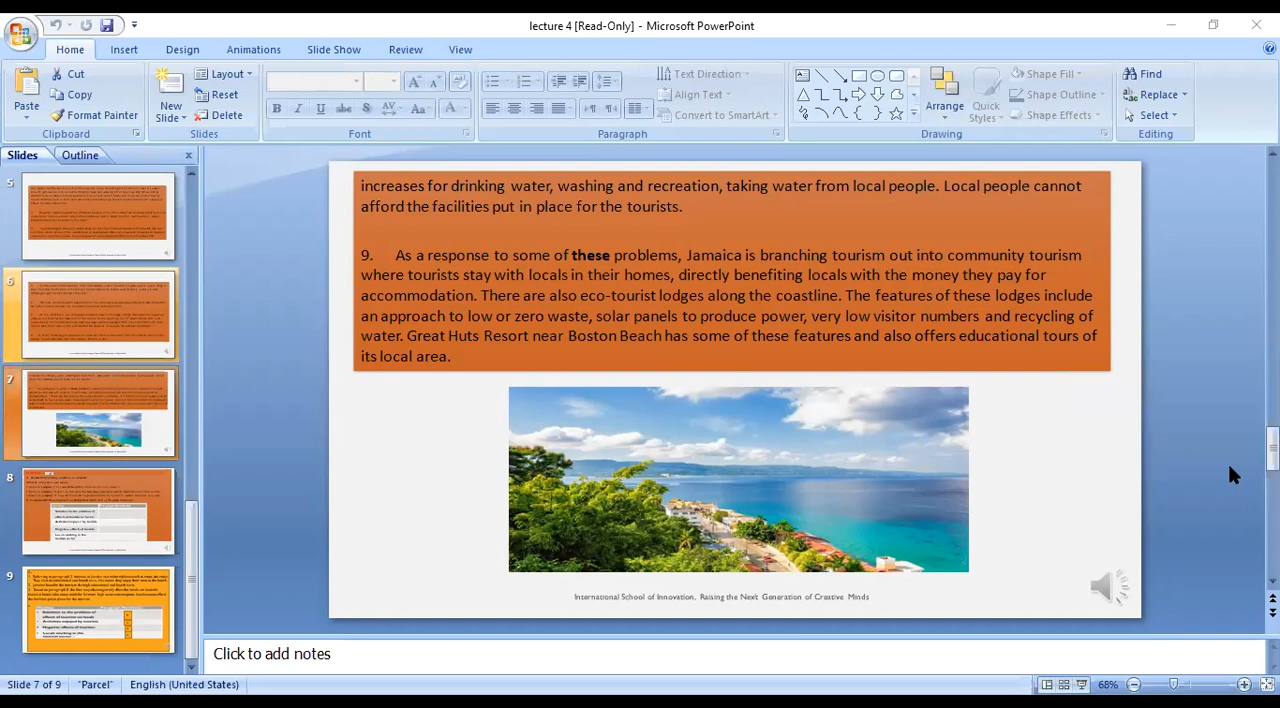 lecture 4 [Read-Only] - Microsoft PowerPoint
Home Insert Design Animations Slide Show Review View
Cut
Copy
Format Painter
Paste
Clipboard
New
Slide
Layout
Reset
Delete
Slides
Font
Paragraph
Text Direction
Align Text
Convert to SmartArt
Arrange
Quick
Styles
Shape Fill
Shape Outline
Shape Effects
Drawing
Find
Replace
Select
Editing
Slides Outline
5
6
7
8
9
increases for drinking water, washing and recreation, taking water from local people. Local people cannot
afford the facilities put in place for the tourists.
9. As a response to some of these problems, Jamaica is branching tourism out into community tourism
where tourists stay with locals in their homes, directly benefiting locals with the money they pay for
accommodation. There are also eco-tourist lodges along the coastline. The features of these lodges include
an approach to low or zero waste, solar panels to produce power, very low visitor numbers and recycling of
water. Great Huts Resort near Boston Beach has some of these features and also offers educational tours of
its local area.
International School of Innovation, Raising the Next Generation of Creative Minds
Click to add notes
Slide 7 of 9 "Parcel" English (United States) 68%